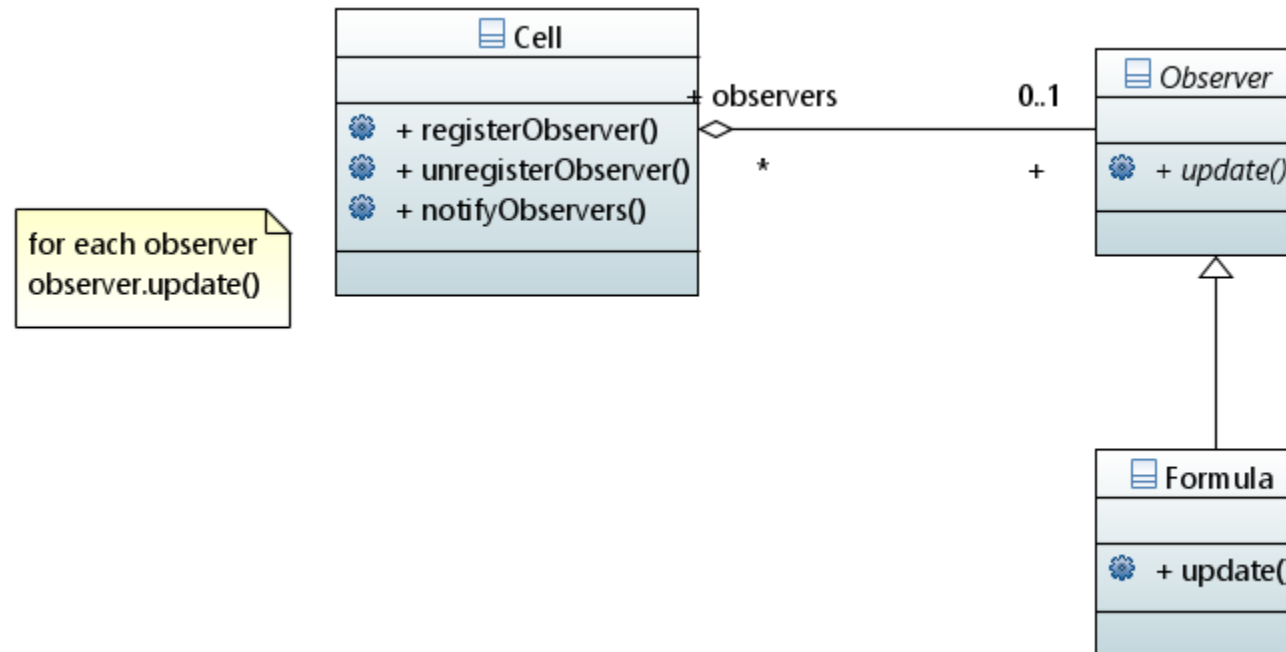 Cell
+ registerObserver()
+ unregisterObserver()
+ notifyObservers()
for each observer
observer.update()
+ observers
*
0..1
+
Observer
+ update()
Formula
+ update(